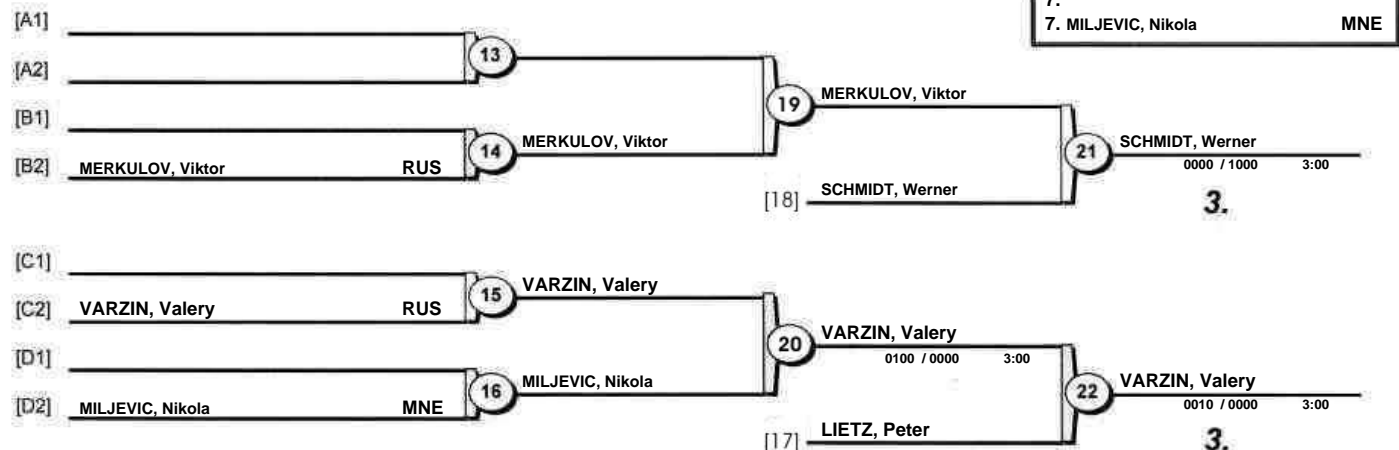 7.
7. MILJEVIC, Nikola MNE
[A1]
13
[A2]
19 MERKULOV, Viktor
[B1]
14 MERKULOV, Viktor
21 SCHMIDT, Werner
[B2] MERKULOV, Viktor RUS
0000 / 1000 3:00
[18] SCHMIDT, Werner
3.
[C1]
15 VARZIN, Valery
[C2] VARZIN, Valery RUS
20 VARZIN, Valery
0100 / 0000 3:00
[D1]
16 MILJEVIC, Nikola
22 VARZIN, Valery
[D2] MILJEVIC, Nikola MNE
0010 / 0000 3:00
[17] LIETZ, Peter
3.